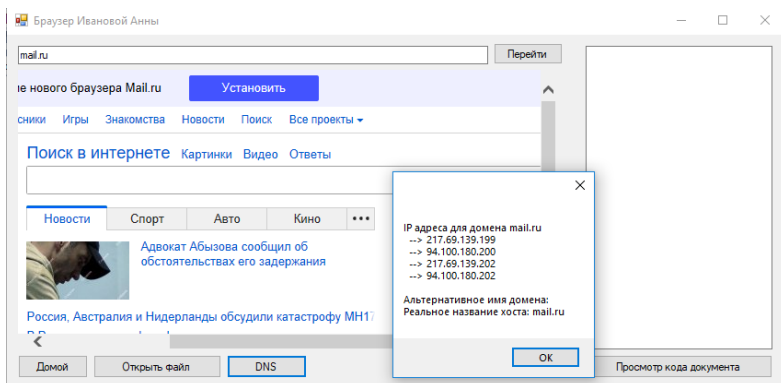 Браузер Ивановой Анны
mail.ru
Перейти
е нового браузера Mail.ru
Установить
сники Игры Знакомства Новости Поиск Все проекты
Поиск в интернете Картинки Видео Ответы
Новости Спорт Авто Кино •••
Адвокат Абызова сообщил об
обстоятельствах его задержания
Россия, Австралия и Нидерланды обсудили катастрофу MH17
IP адреса для домена mail.ru
--> 217.69.139.199
--> 94.100.180.200
--> 217.69.139.202
--> 94.100.180.202
Альтернативное имя домена:
Реальное название хоста: mail.ru
OK
Домой
Открыть файл
DNS
Просмотр кода документа